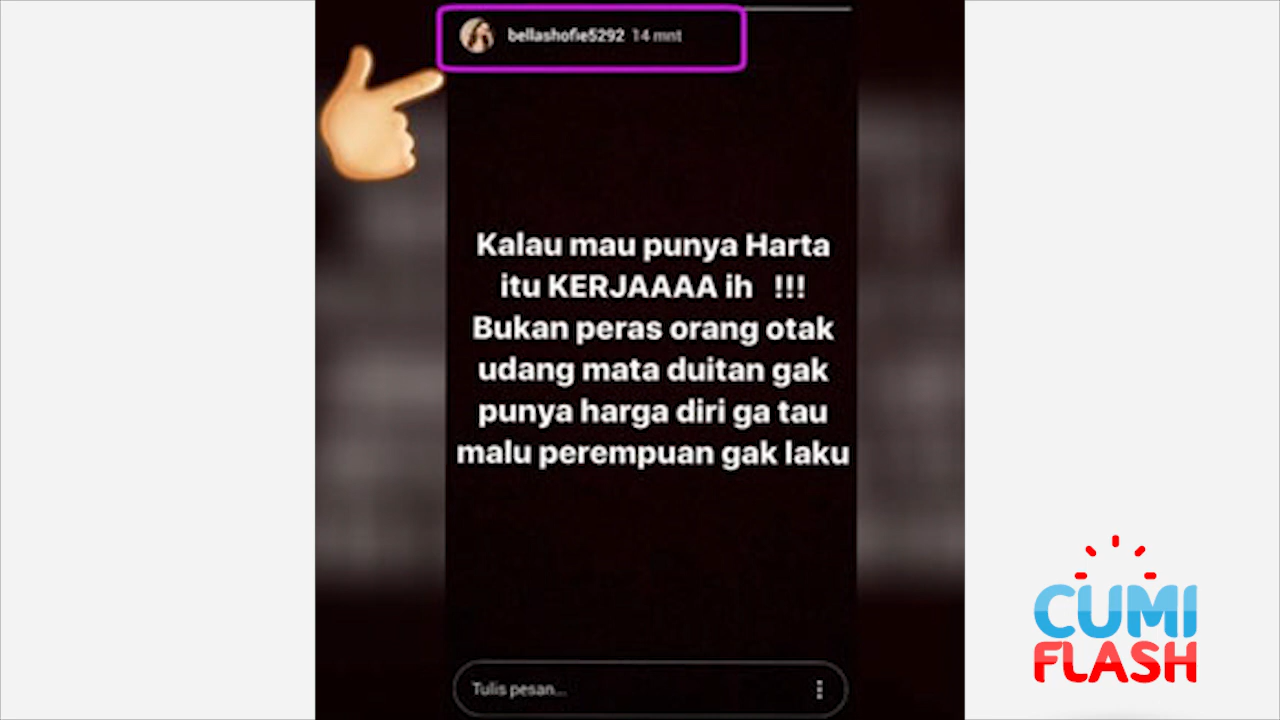 bellashofie5292 14 mnt
Kalau mau punya Harta
itu KERJAAAA ih !!!
Bukan peras orang otak
udang mata duitan gak
punya harga diri ga tau
malu perempuan gak laku
Tulis pesan...
CUMI
FLASH